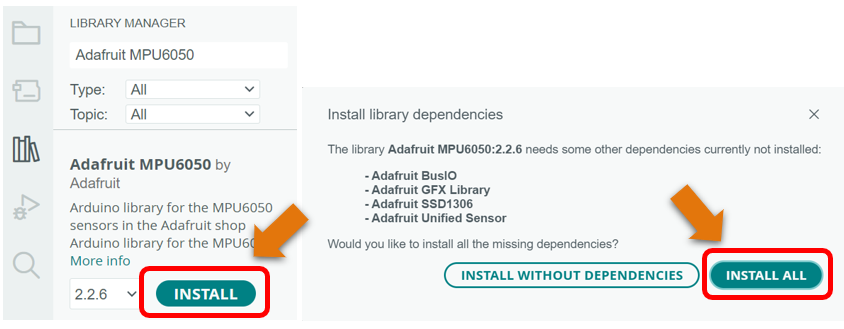 LIBRARY MANAGER
Adafruit MPU6050
Type: All
Topic: All
Adafruit MPU6050 by
Adafruit
Arduino library for the MPU6050
sensors in the Adafruit shop
Arduino library for the
More info
2.2.6 INSTALL
Install library dependencies
The library Adafruit MPU6050:2.2.6 needs some other dependencies currently not installed:
- Adafruit BusIO
- Adafruit GFX Library
- Adafruit SSD1306
- Adafruit Unified Sensor
Would you like to install all the missing dependencies?
INSTALL WITHOUT DEPENDENCIES INSTALL ALL